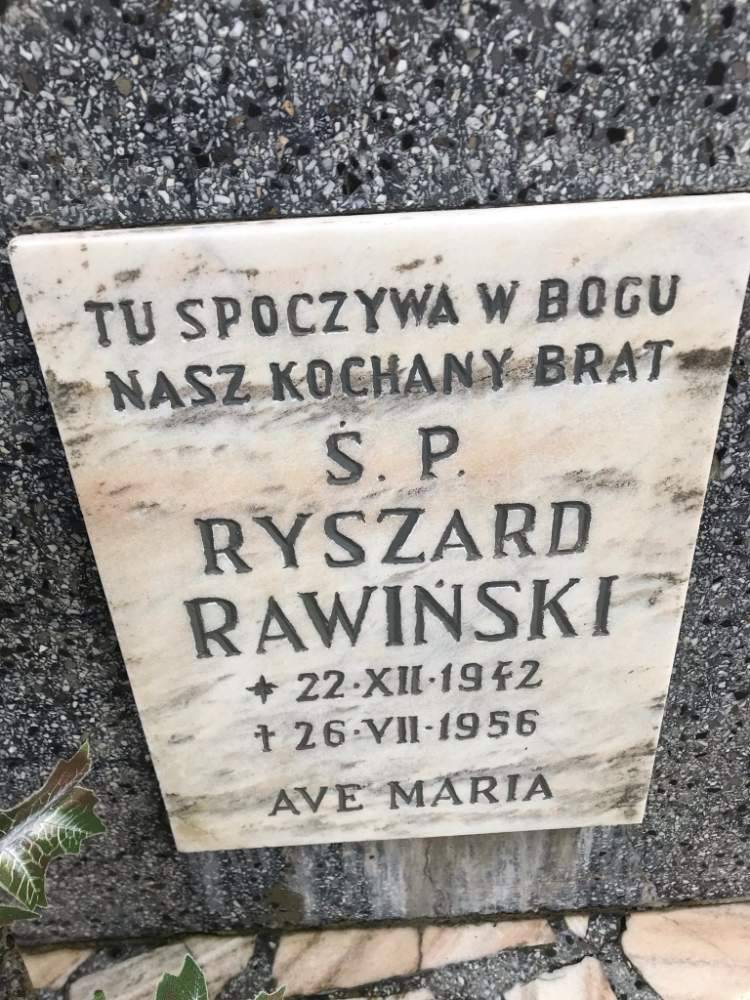 TU SPOCZYWA W BOGU
NASZ KOCHANY BRAT
Ś. P.
RYSZARD
RAWIŃSKI
* 22·XII·1942
† 26·VII·1956
AVE MARIA